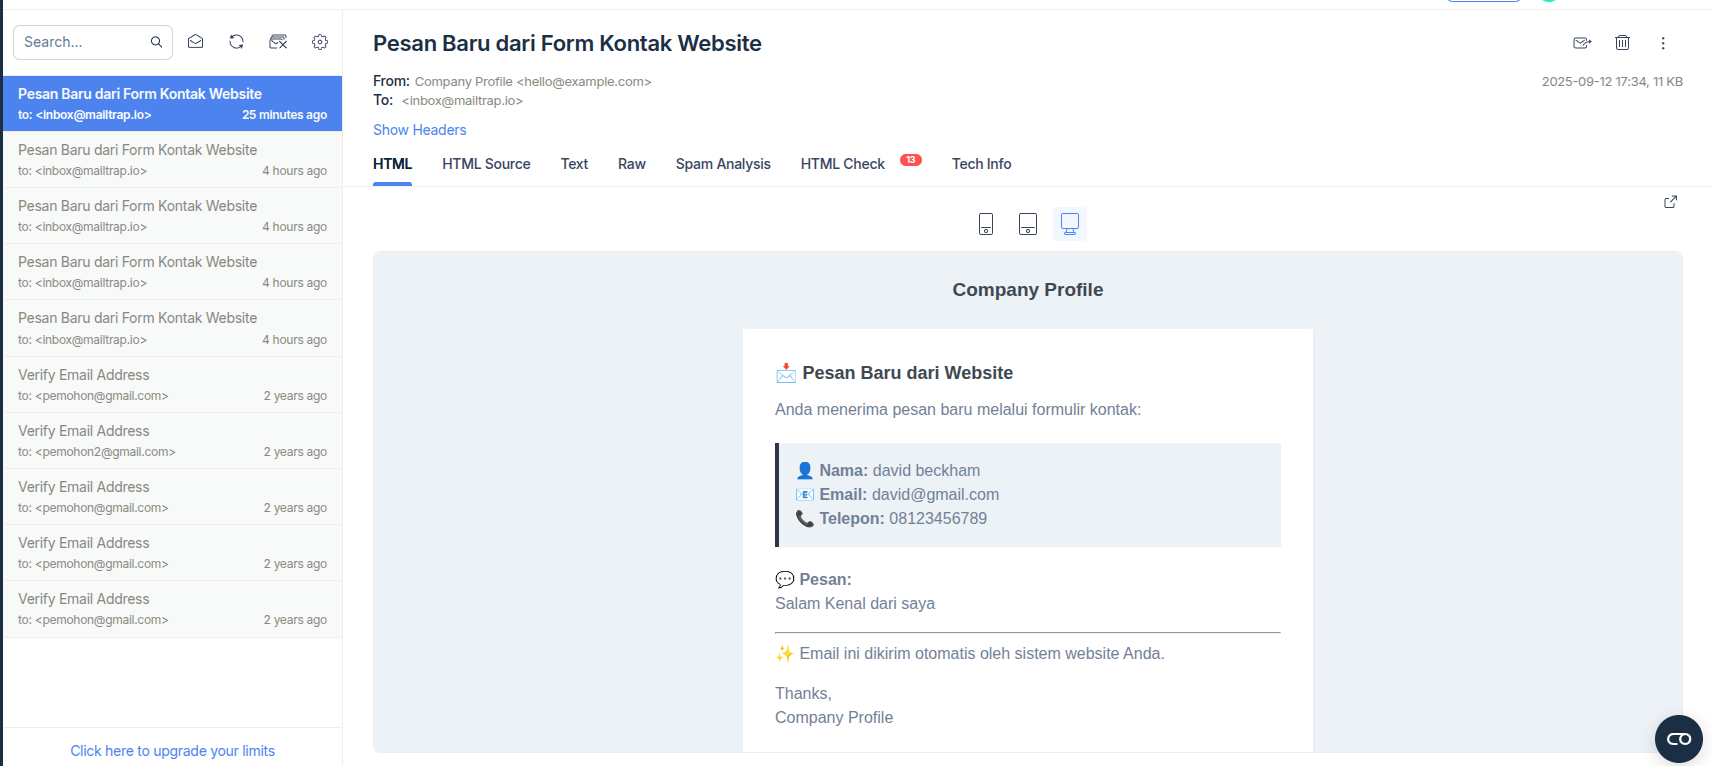 Search...
Pesan Baru dari Form Kontak Website
to: <inbox@mailtrap.io> 25 minutes ago
Pesan Baru dari Form Kontak Website
to: <inbox@mailtrap.io> 4 hours ago
Pesan Baru dari Form Kontak Website
to: <inbox@mailtrap.io> 4 hours ago
Pesan Baru dari Form Kontak Website
to: <inbox@mailtrap.io> 4 hours ago
Pesan Baru dari Form Kontak Website
to: <inbox@mailtrap.io> 4 hours ago
Verify Email Address
to: <pemohon@gmail.com> 2 years ago
Verify Email Address
to: <pemohon2@gmail.com> 2 years ago
Verify Email Address
to: <pemohon@gmail.com> 2 years ago
Verify Email Address
to: <pemohon@gmail.com> 2 years ago
Verify Email Address
to: <pemohon@gmail.com> 2 years ago
Click here to upgrade your limits
Pesan Baru dari Form Kontak Website
From: Company Profile <hello@example.com> 2025-09-12 17:34, 11 KB
To: <inbox@mailtrap.io>
Show Headers
HTML HTML Source Text Raw Spam Analysis HTML Check 13 Tech Info
Company Profile
📩 Pesan Baru dari Website
Anda menerima pesan baru melalui formulir kontak:
👤 Nama: david beckham
📧 Email: david@gmail.com
📞 Telepon: 08123456789
💬 Pesan:
Salam Kenal dari saya
✨ Email ini dikirim otomatis oleh sistem website Anda.
Thanks,
Company Profile